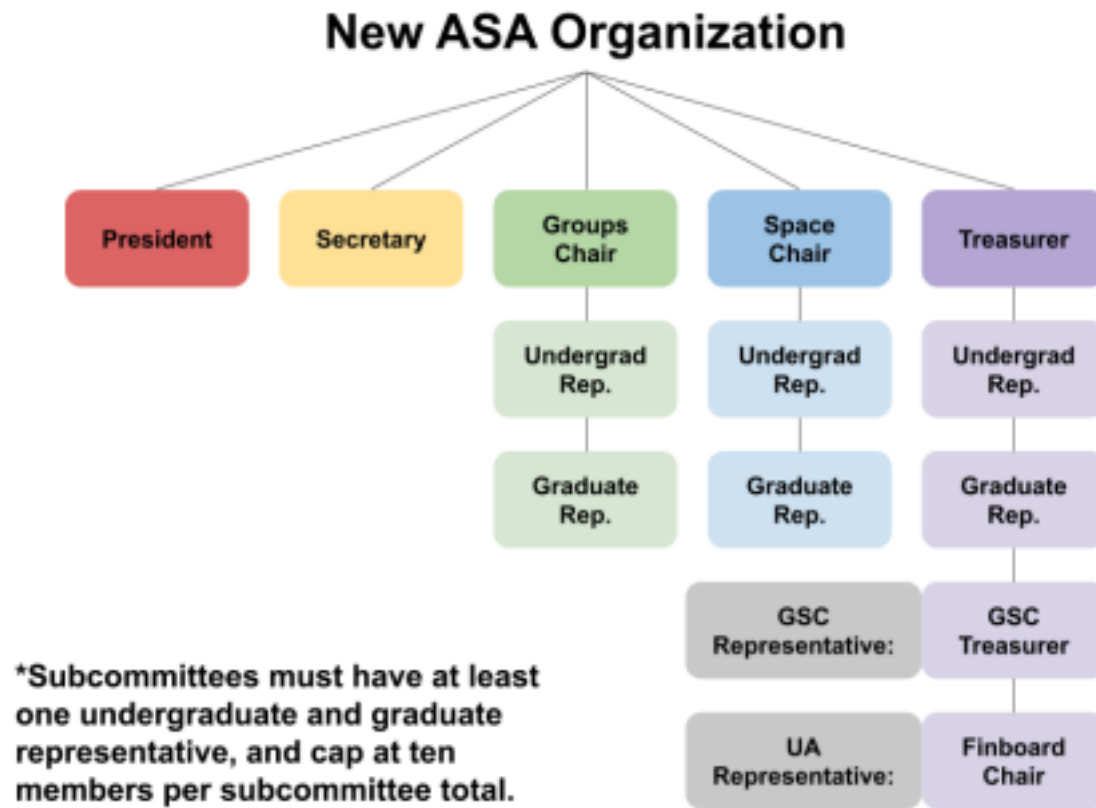 New ASA Organization
President
Secretary
Groups
Chair
Space
Chair
Treasurer
Undergrad
Rep.
Undergrad
Rep.
Undergrad
Rep.
Graduate
Rep.
Graduate
Rep.
Graduate
Rep.
GSC
Representative:
GSC
Treasurer
*Subcommittees must have at least
one undergraduate and graduate
representative, and cap at ten
members per subcommittee total.
UA
Representative:
Finboard
Chair